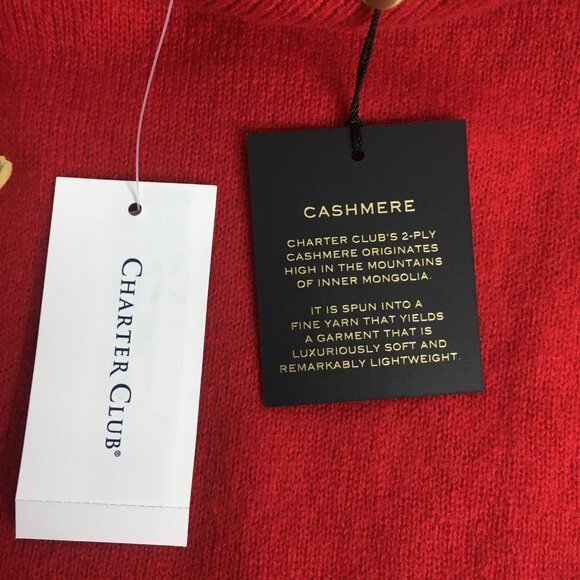 CHARTER CLUB®
CASHMERE
CHARTER CLUB'S 2-PLY
CASHMERE ORIGINATES
HIGH IN THE MOUNTAINS
OF INNER MONGOLIA.
IT IS SPUN INTO A
FINE YARN THAT YIELDS
A GARMENT THAT IS
LUXURIOUSLY SOFT AND
REMARKABLY LIGHTWEIGHT.